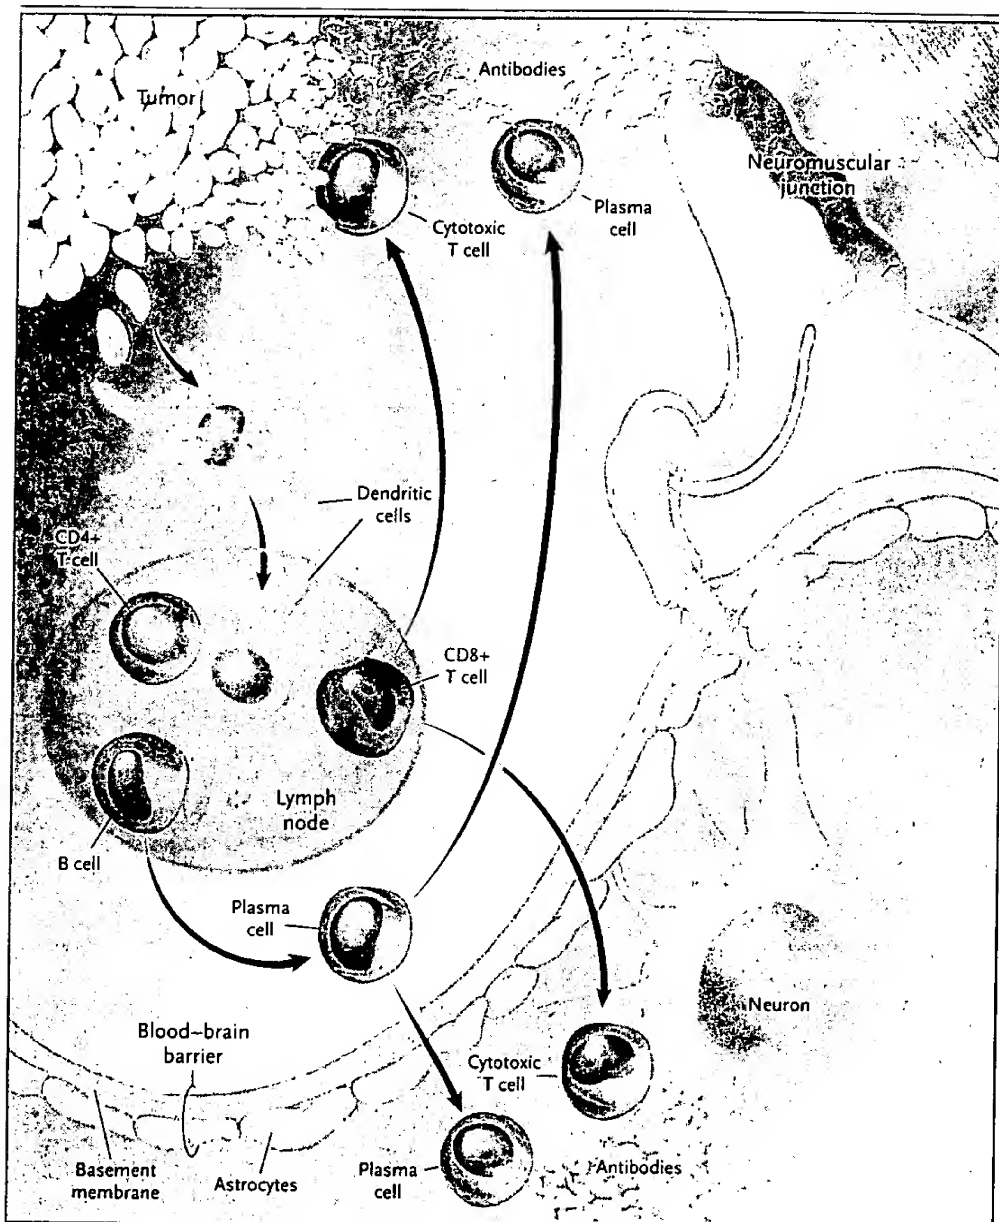 Tumor
Antibodies
Neuromuscular
junction
Cytotoxic
T cell
Plasma
cell
Dendritic
cells
CD4+
T cell
CD8+
T cell
Lymph
node
B cell
Plasma
cell
Neuron
Blood–brain
barrier
Cytotoxic
T cell
Basement
membrane
Astrocytes
Plasma
cell
Antibodies